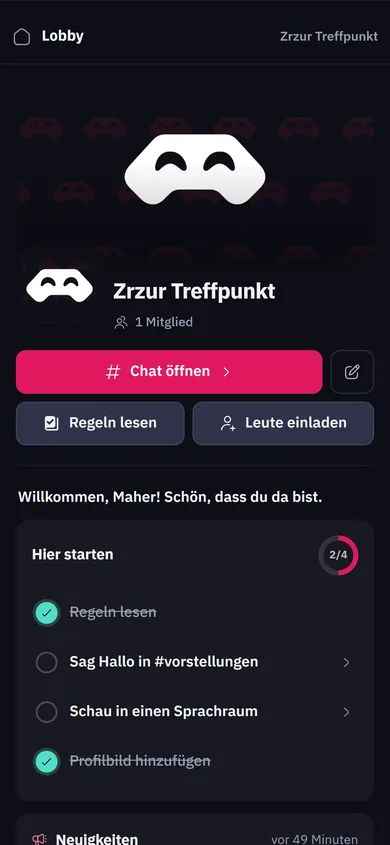 Lobby
Zrzur Treffpunkt
Zrzur Treffpunkt
1 Mitglied
Chat öffnen
Regeln lesen
Leute einladen
Willkommen, Maher! Schön, dass du da bist.
Hier starten
2/4
Regeln lesen
Sag Hallo in #vorstellungen
Schau in einen Sprachraum
Profilbild hinzufügen
Neuigkeiten
vor 49 Minuten